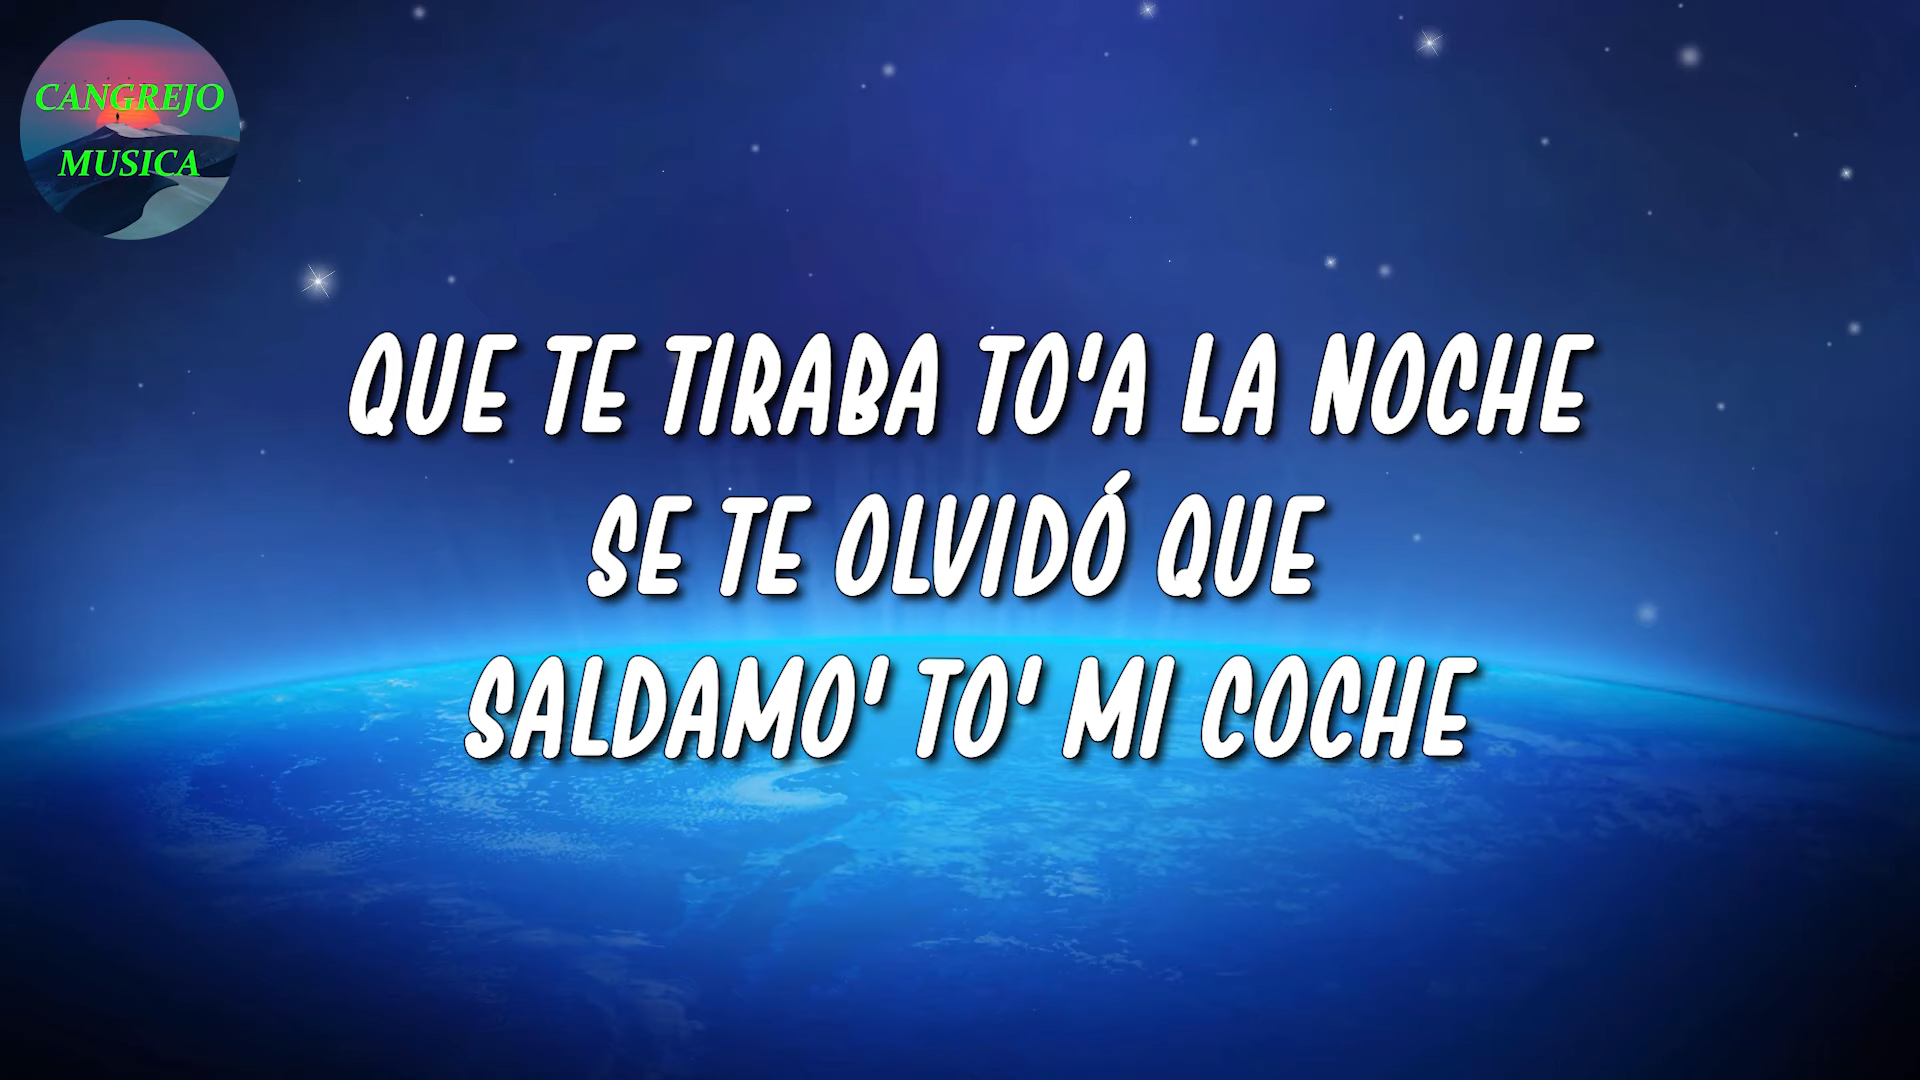 CANGREJO
MUSICA
QUE TE TIRABA TO'A LA NOCHE
SE TE OLVIDÓ QUE
SALDAMO' TO' MI COCHE